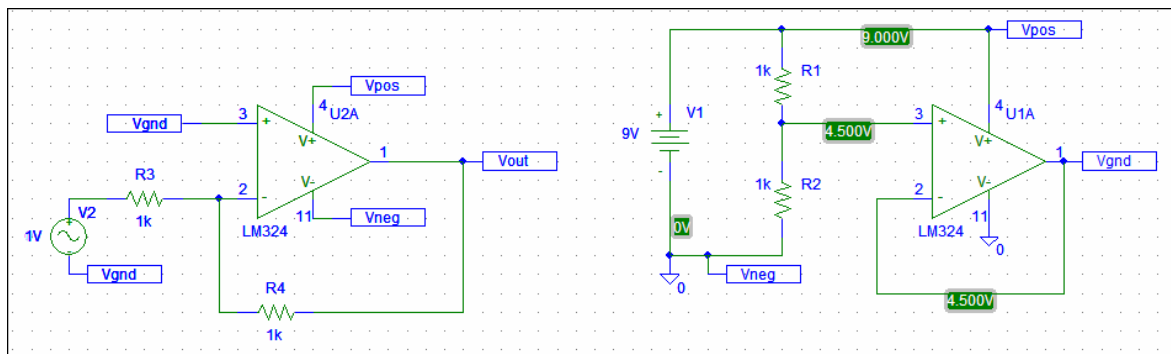 Vpos
4
U2A
Vgnd
3
+
V+
1
Vout
R3
V-
V2
1k
2
-
11
Vneg
+
1V
-
LM324
Vgnd
R4
1k
9.000V
Vpos
1k
R1
4
U1A
+
V1
3
+
9V
4.500V
V+
1
Vgnd
-
1k
R2
2
-
V-
11
0V
LM324
0
Vneg
0
4.500V